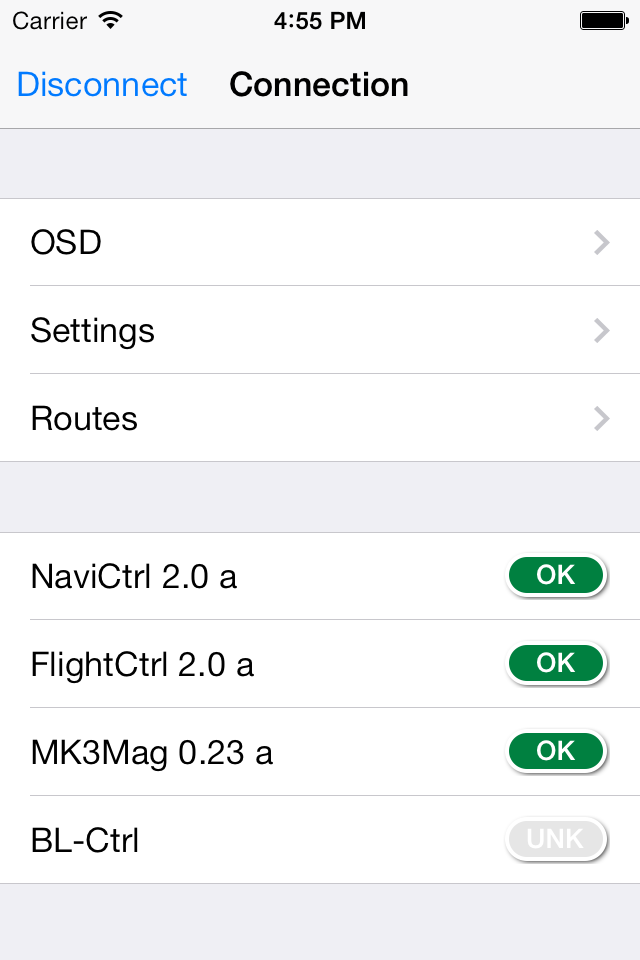 Carrier 4:55 PM
Disconnect Connection
OSD
Settings
Routes
NaviCtrl 2.0 a OK
FlightCtrl 2.0 a OK
MK3Mag 0.23 a OK
BL-Ctrl UNK